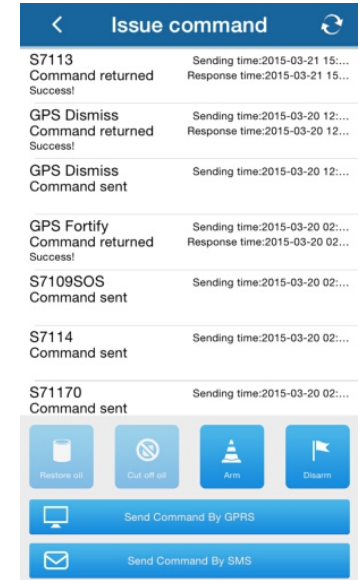 Issue command
S7113 Sending time:2015-03-21 15:...
Command returned Response time:2015-03-21 15...
Success!
GPS Dismiss Sending time:2015-03-20 12:...
Command returned Response time:2015-03-20 12...
Success!
GPS Dismiss Sending time:2015-03-20 12:...
Command sent
GPS Fortify Sending time:2015-03-20 02:...
Command returned Response time:2015-03-20 02...
Success!
S7109SOS Sending time:2015-03-20 02:...
Command sent
S7114 Sending time:2015-03-20 02:...
Command sent
S71170 Sending time:2015-03-20 02:...
Command sent
Restore oil Cut off oil Arm Disarm
Send Command By GPRS
Send Command By SMS